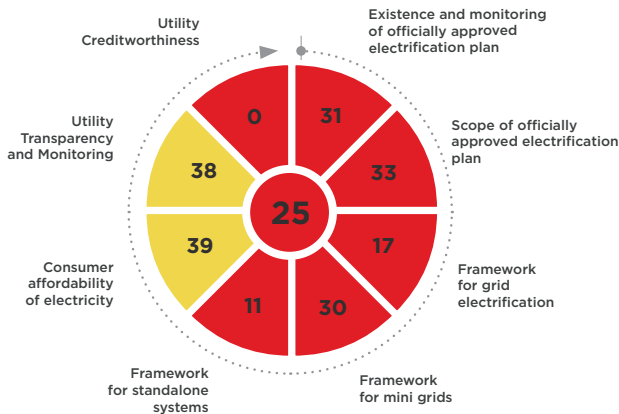 Existence and monitoring
of officially approved
electrification plan
31
Scope of officially
approved electrification
plan
33
Framework
for grid
electrification
17
Framework
for mini grids
30
Framework
for standalone
systems
11
Consumer
affordability
of electricity
39
Utility
Transparency
and Monitoring
38
Utility
Creditworthiness
0
25